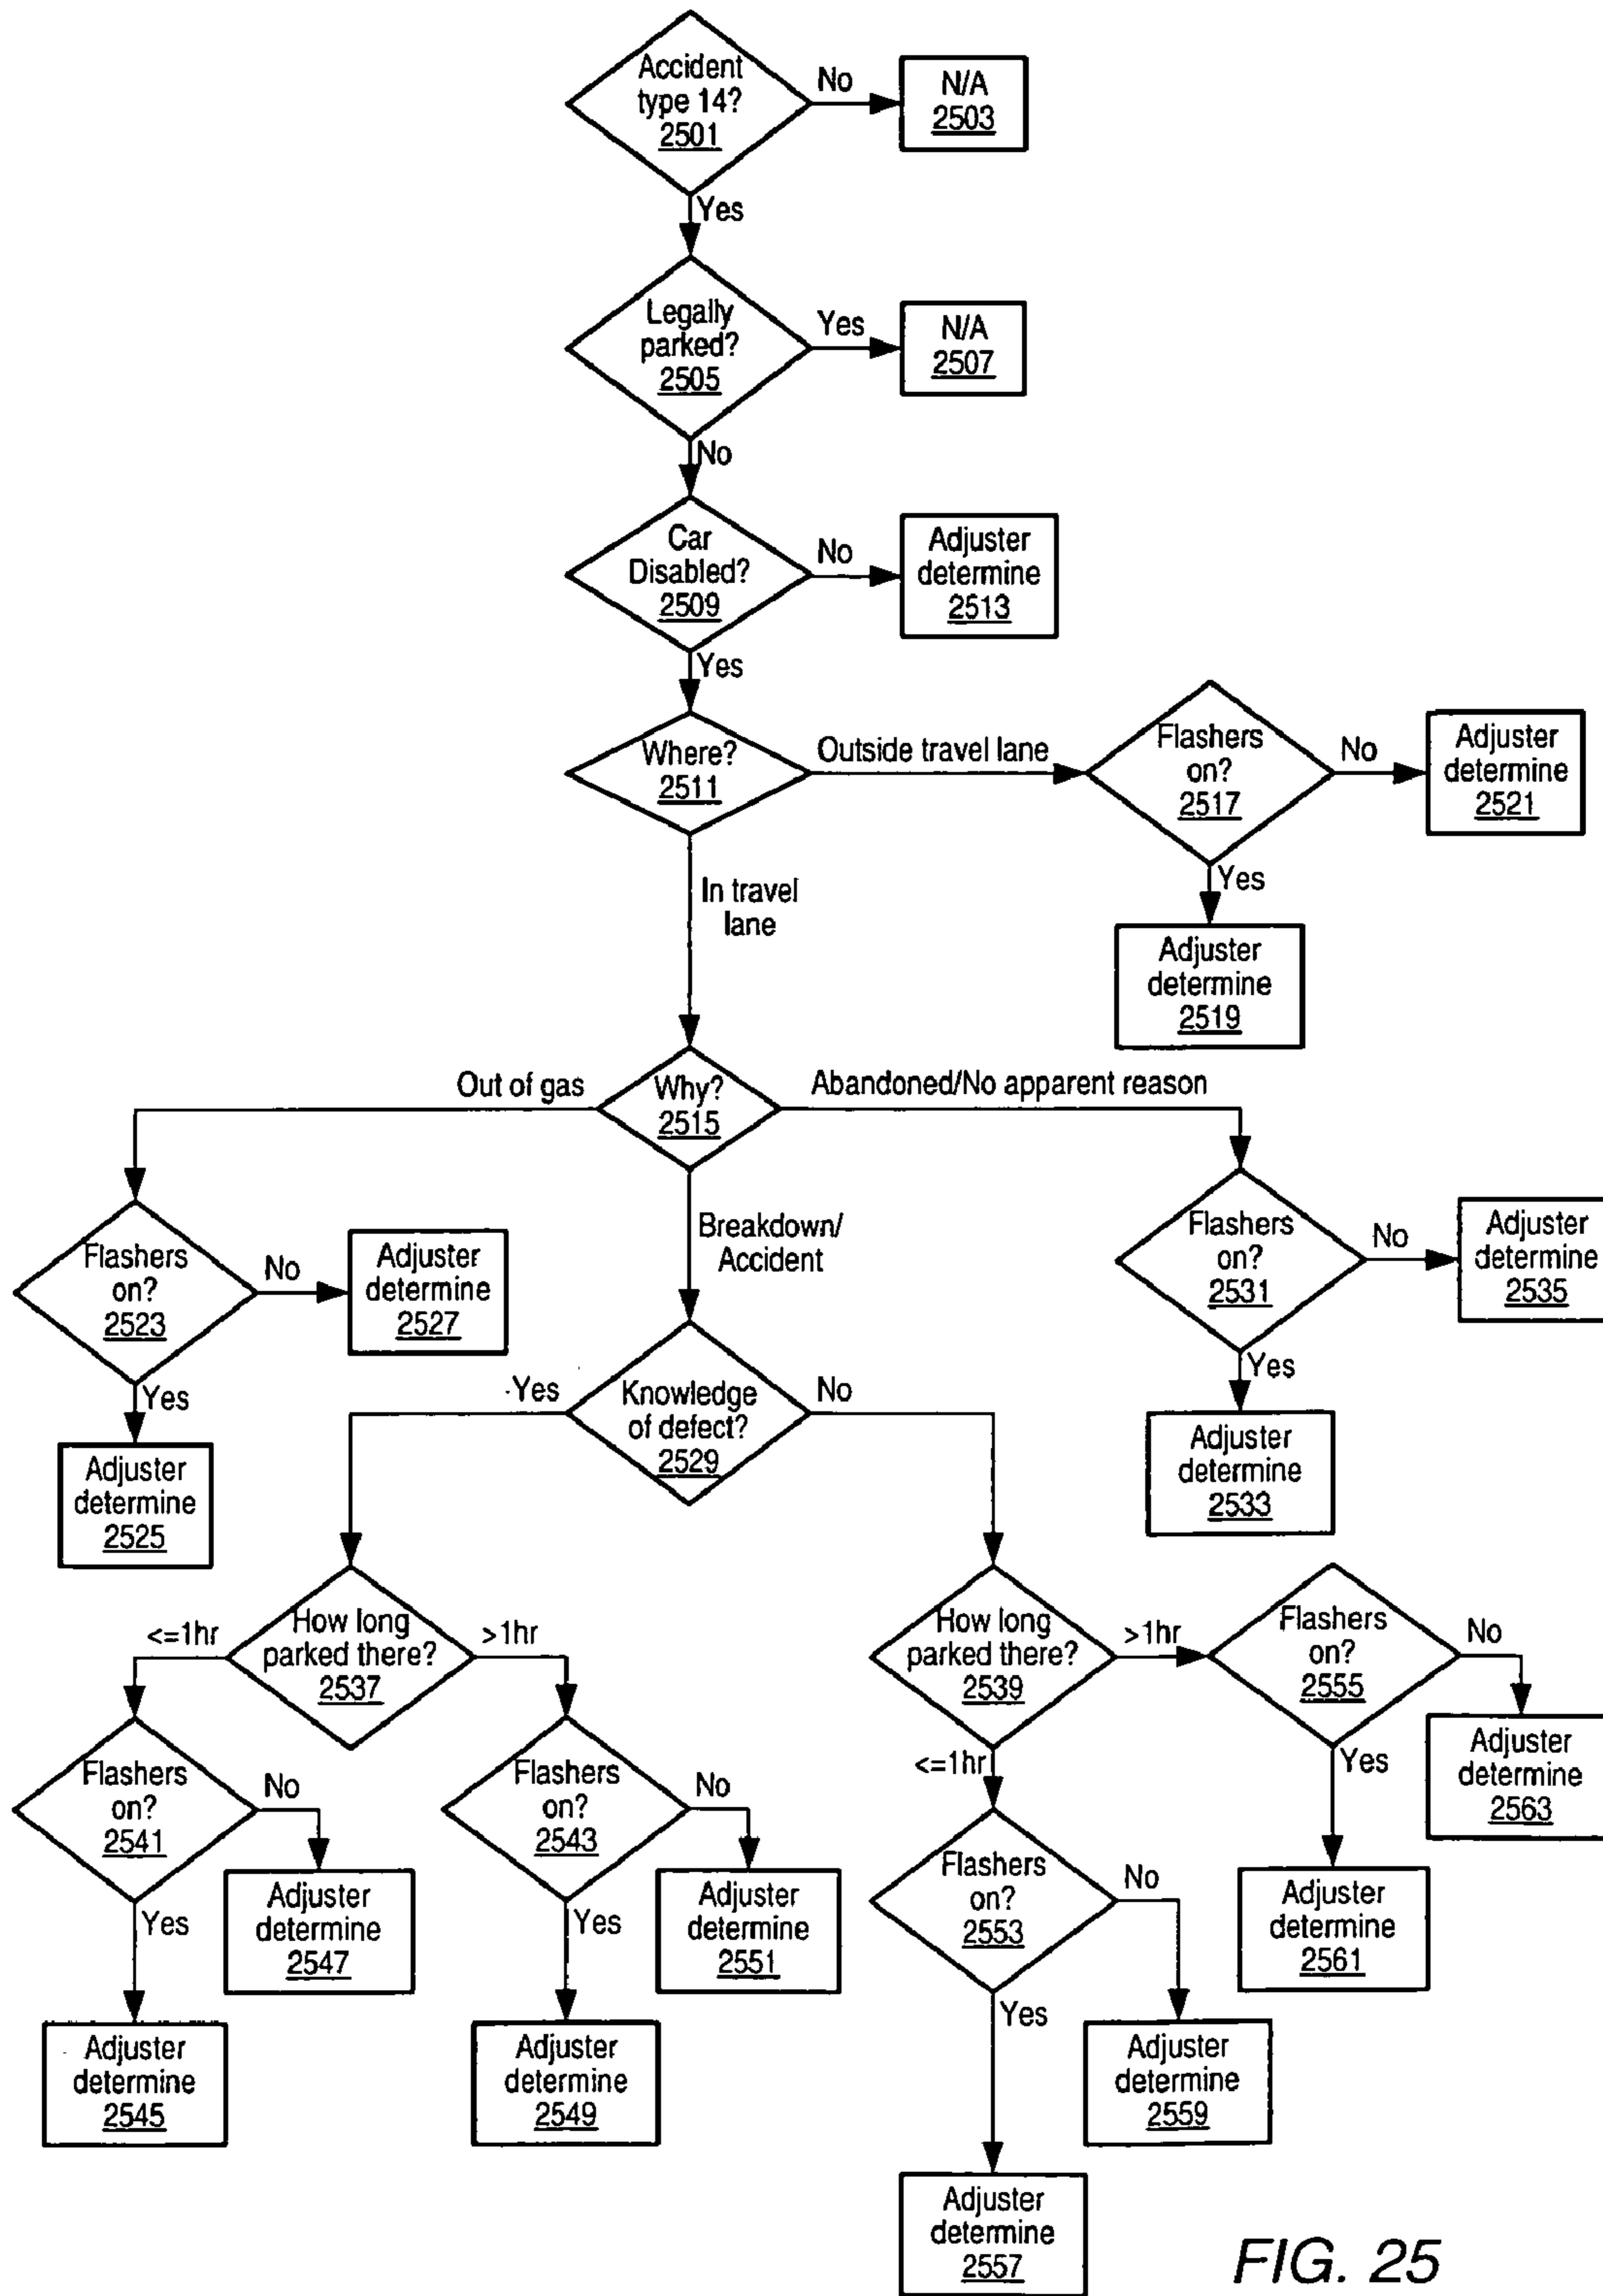 Accident
type 14?
2501
No
N/A
2503
Yes
Legally
parked?
2505
Yes
N/A
2507
No
Car
Disabled?
2509
No
Adjuster
determine
2513
Yes
Where?
2511
Outside travel lane
Flashers
on?
2517
No
Adjuster
determine
2521
Yes
Adjuster
determine
2519
In travel
lane
Out of gas
Why?
2515
Abandoned/No apparent reason
Flashers
on?
2523
No
Adjuster
determine
2527
Yes
Adjuster
determine
2525
Breakdown/
Accident
Flashers
on?
2531
No
Adjuster
determine
2535
Yes
Adjuster
determine
2533
Yes
Knowledge
of defect?
2529
No
<=1hr
How long
parked there?
2537
>1hr
How long
parked there?
2539
>1hr
Flashers
on?
2555
No
Adjuster
determine
2563
Yes
Adjuster
determine
2561
Flashers
on?
2541
No
Adjuster
determine
2547
Yes
Adjuster
determine
2545
Flashers
on?
2543
No
Adjuster
determine
2551
Yes
Adjuster
determine
2549
<=1hr
Flashers
on?
2553
No
Adjuster
determine
2559
Yes
Adjuster
determine
2557
FIG. 25